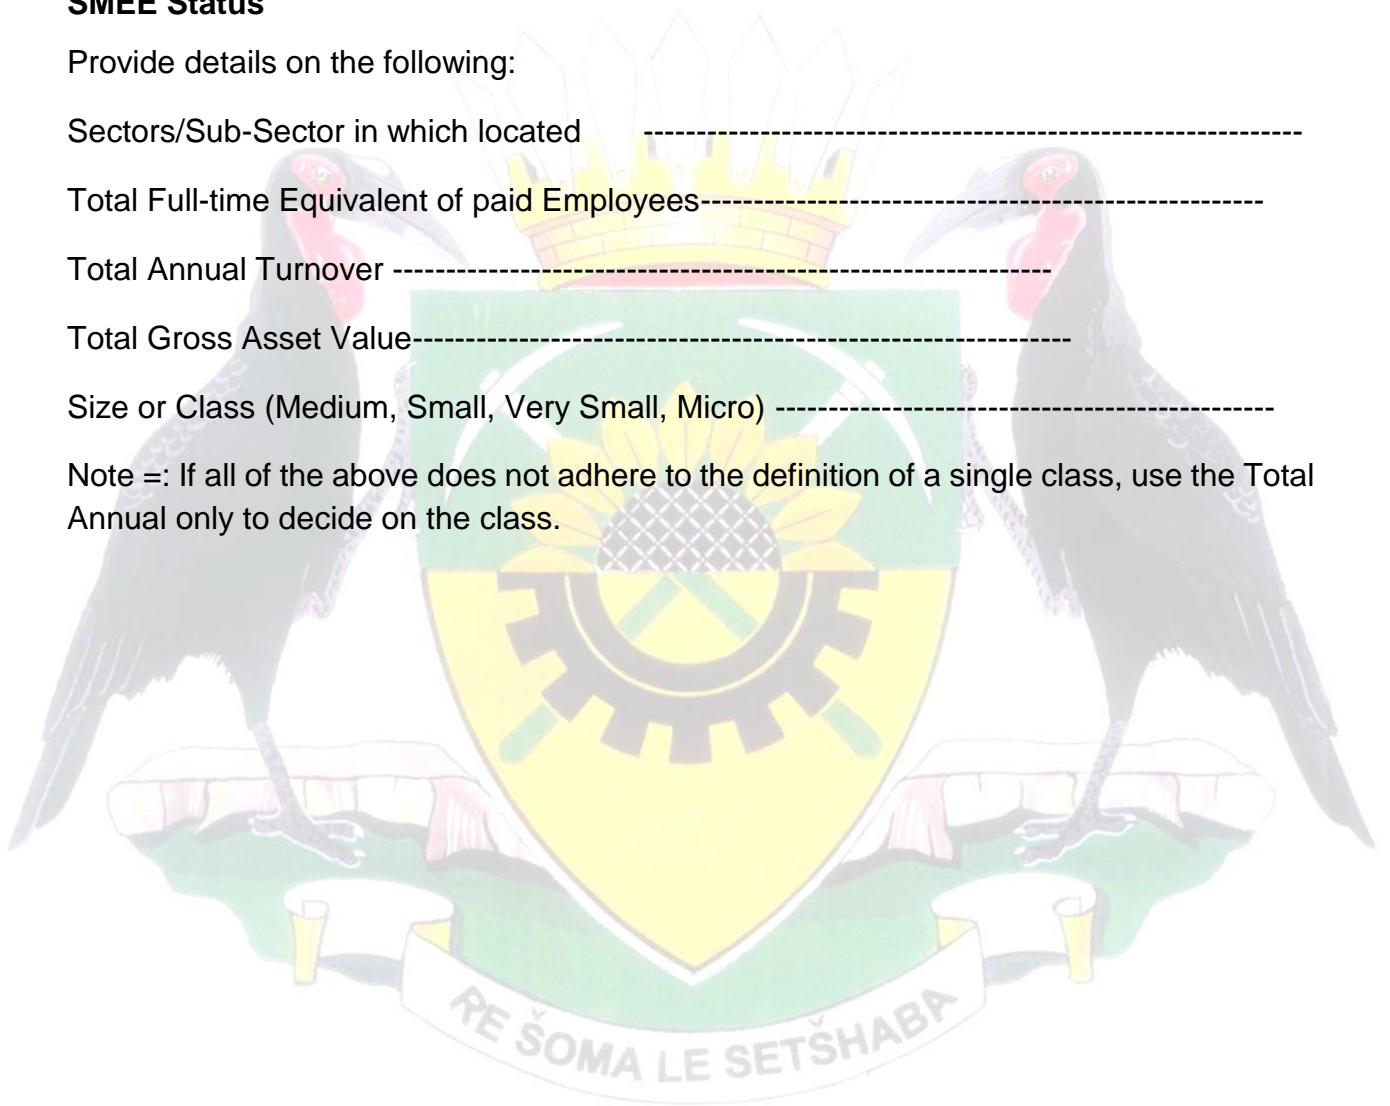 SMEE Status
Provide details on the following:
Sectors/Sub-Sector in which located --------------------------------------------------------------
Total Full-time Equivalent of paid Employees-----------------------------------------------------
Total Annual Turnover --------------------------------------------------------------
Total Gross Asset Value--------------------------------------------------------------
Size or Class (Medium, Small, Very Small, Micro) -----------------------------------------------
Note =: If all of the above does not adhere to the definition of a single class, use the Total
Annual only to decide on the class.
RE ŠOMA LE SETŠHABA